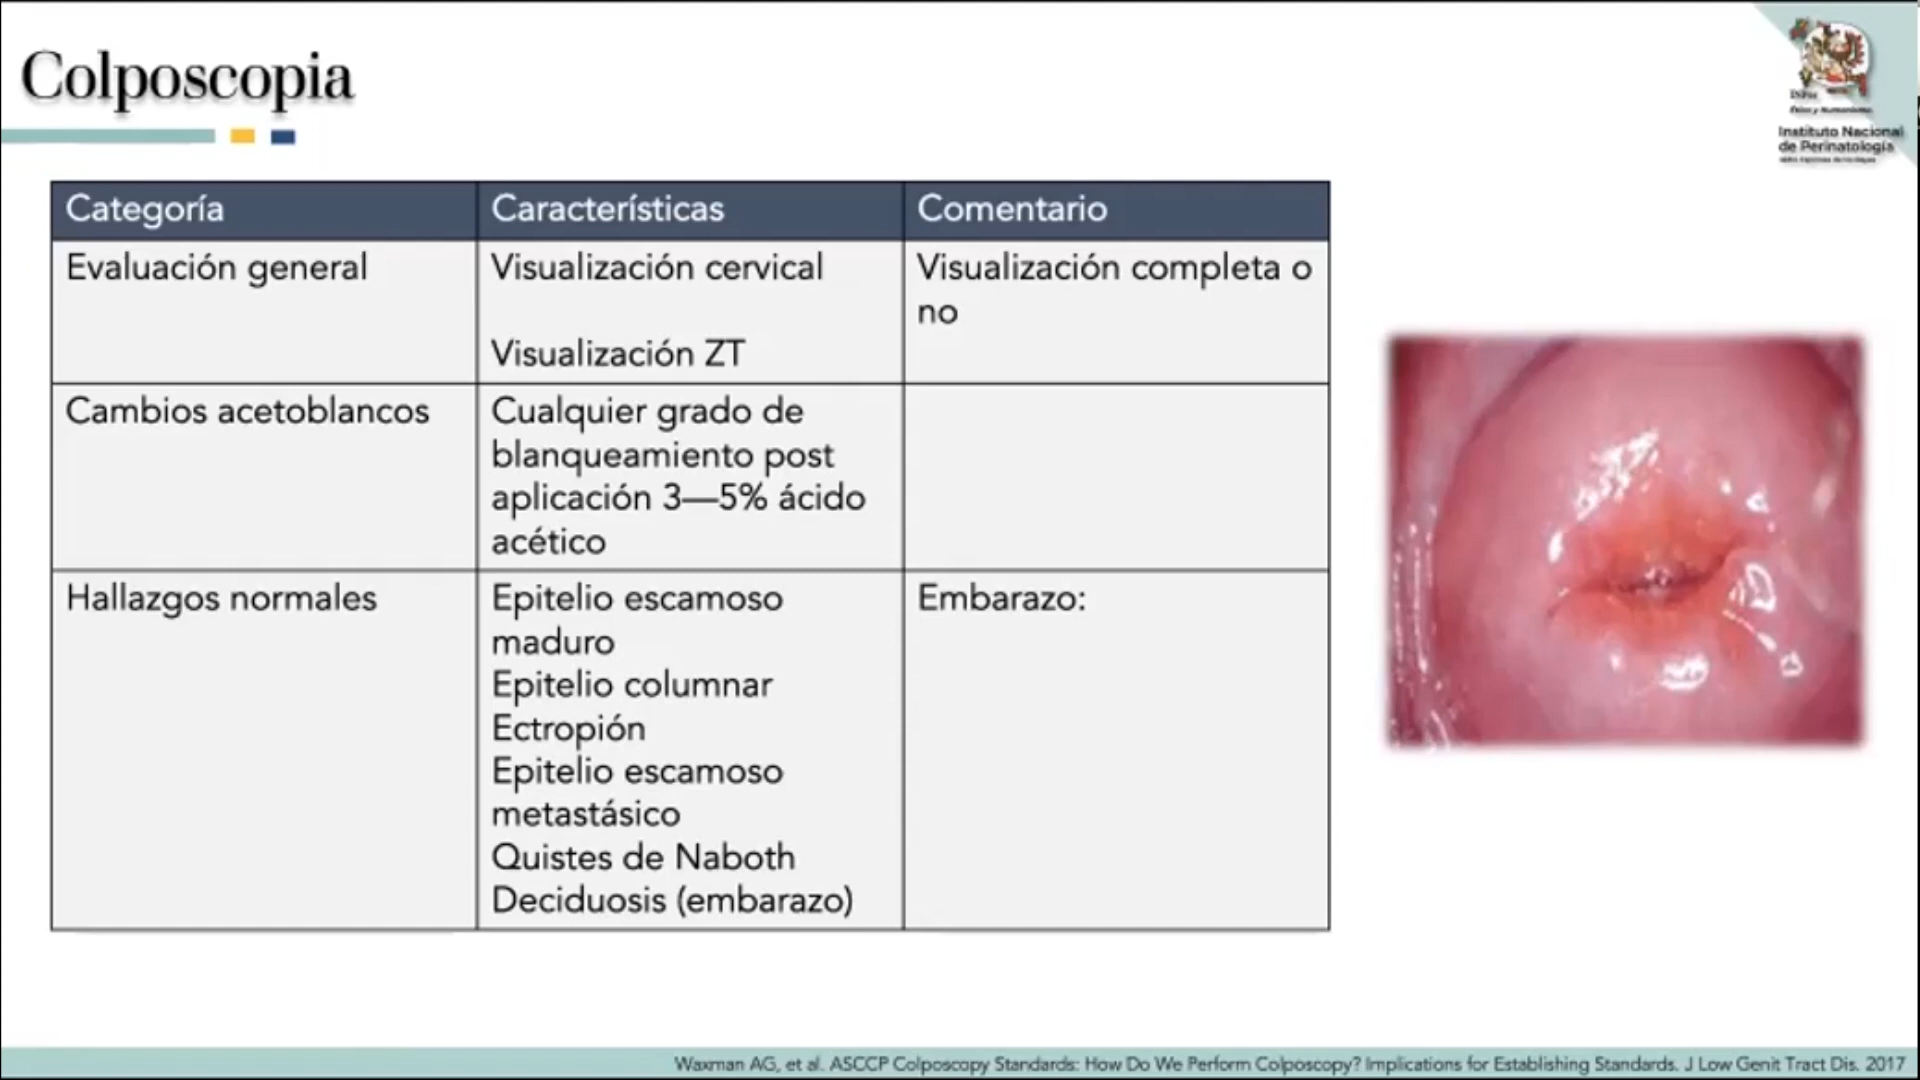 Colposcopia
Instituto Nacional
de Perinatología
Categoría
Características
Comentario
Evaluación general
Visualización cervical
Visualización ZT
Visualización completa o
no
Cambios acetoblancos
Cualquier grado de
blanqueamiento post
aplicación 3—5% ácido
acético
Hallazgos normales
Epitelio escamoso
maduro
Epitelio columnar
Ectropión
Epitelio escamoso
metastásico
Quistes de Naboth
Deciduosis (embarazo)
Embarazo:
Waxman AG, et al. ASCCP Colposcopy Standards: How Do We Perform Colposcopy? Implications for Establishing Standards. J Low Genit Tract Dis. 2017